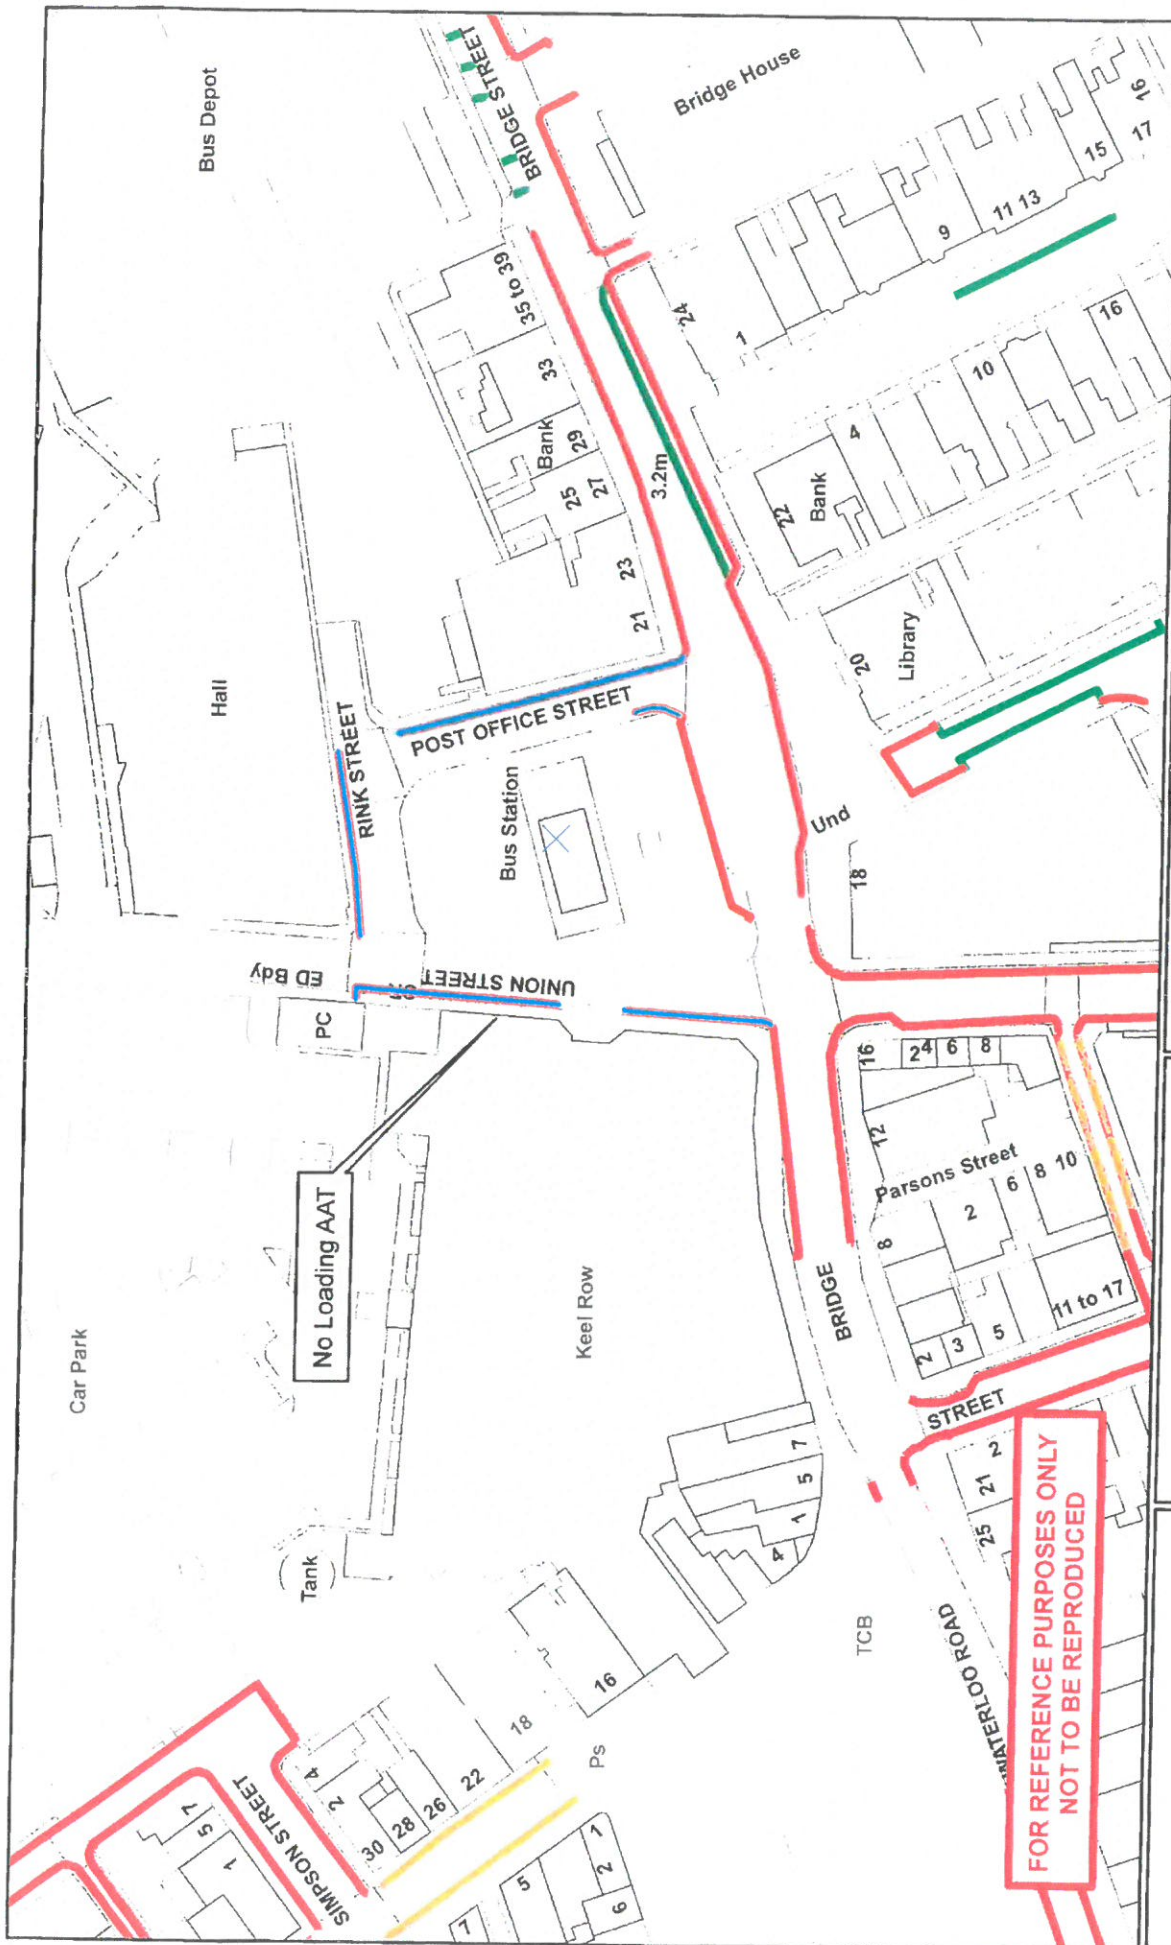 Bus Depot
BRIDGE STREET
Bridge House
Hall
35 to 39
33
Bank
29
25
27
23
21
3.2m
24
1
9
11 13
15
16
17
22
Bank
4
10
16
20
Library
RINK STREET
POST OFFICE STREET
Bus Station
Und
18
ED Bdy
PC
UNION STREET
No Loading AAT
Car Park
Keel Row
16
2
4
6
8
12
Parsons Street
8
2
6
8
10
BRIDGE
2
3
5
11 to 17
STREET
Tank
7
5
1
4
2
21
25
TCB
WATERLOO ROAD
16
18
Ps
22
26
28
30
2
4
SIMPSON STREET
5
7
1
5
7
1
2
6
FOR REFERENCE PURPOSES ONLY
NOT TO BE REPRODUCED